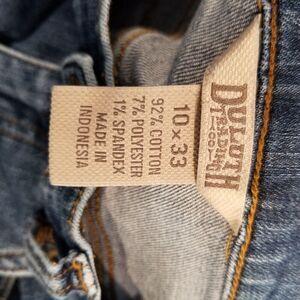 DULUTH
TRADING CO
10 x 33
92% COTTON
7% POLYESTER
1% SPANDEX
MADE IN
INDONESIA